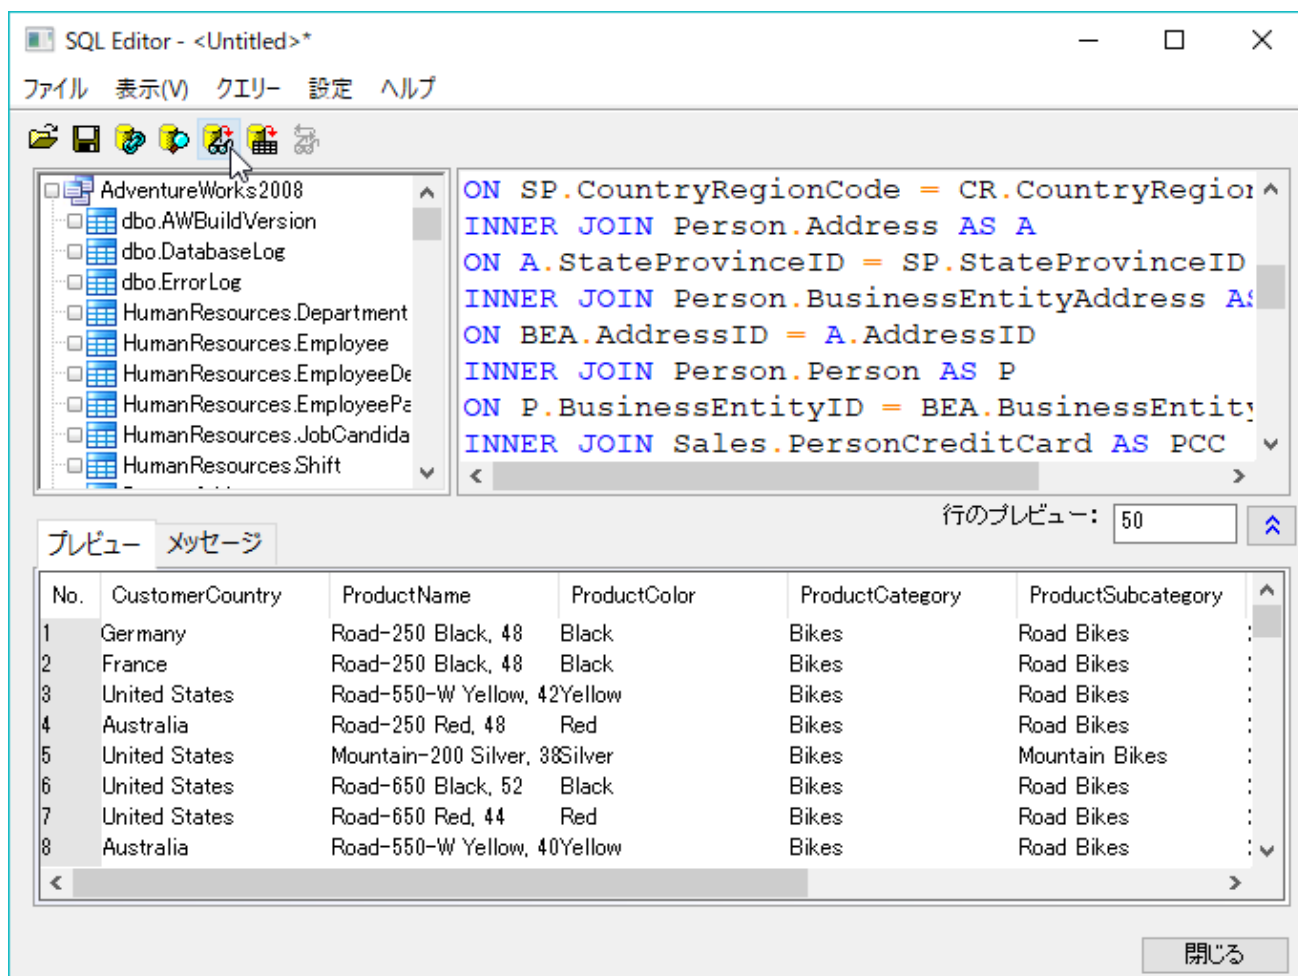 SQL Editor - <Untitled>*
ファイル 表示(V) クエリー 設定 ヘルプ
AdventureWorks2008
dbo.AWBuildVersion
dbo.DatabaseLog
dbo.ErrorLog
HumanResources.Department
HumanResources.Employee
HumanResources.EmployeeDe
HumanResources.EmployeePa
HumanResources.JobCandida
HumanResources.Shift
ON SP.CountryRegionCode = CR.CountryRegion
INNER JOIN Person.Address AS A
ON A.StateProvinceID = SP.StateProvinceID
INNER JOIN Person.BusinessEntityAddress AS
ON BEA.AddressID = A.AddressID
INNER JOIN Person.Person AS P
ON P.BusinessEntityID = BEA.BusinessEntity
INNER JOIN Sales.PersonCreditCard AS PCC
行のプレビュー: 50
プレビュー メッセージ
No. CustomerCountry ProductName ProductColor ProductCategory ProductSubcategory
1 Germany Road-250 Black, 48 Black Bikes Road Bikes
2 France Road-250 Black, 48 Black Bikes Road Bikes
3 United States Road-550-W Yellow, 42 Yellow Bikes Road Bikes
4 Australia Road-250 Red, 48 Red Bikes Road Bikes
5 United States Mountain-200 Silver, 38 Silver Bikes Mountain Bikes
6 United States Road-650 Black, 52 Black Bikes Road Bikes
7 United States Road-650 Red, 44 Red Bikes Road Bikes
8 Australia Road-550-W Yellow, 40 Yellow Bikes Road Bikes
閉じる